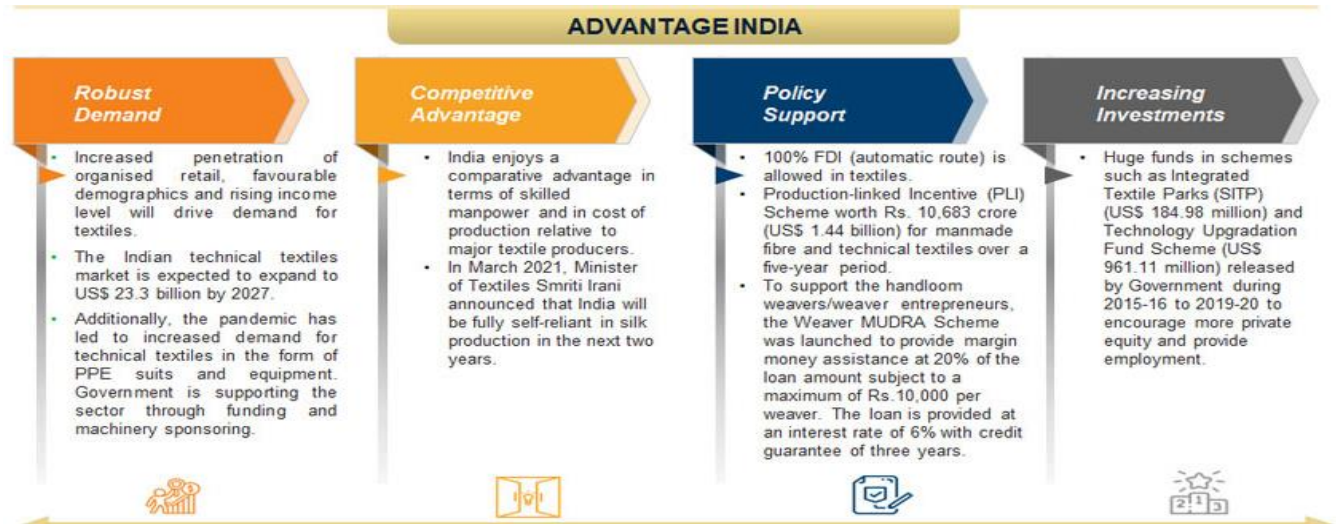 ADVANTAGE INDIA
Robust
Demand
• Increased penetration of
organised retail, favourable
demographics and rising income
level will drive demand for
textiles.
• The Indian technical textiles
market is expected to expand to
US$ 23.3 billion by 2027.
• Additionally, the pandemic has
led to increased demand for
technical textiles in the form of
PPE suits and equipment.
Government is supporting the
sector through funding and
machinery sponsoring.
Competitive
Advantage
• India enjoys a
comparative advantage in
terms of skilled
manpower and in cost of
production relative to
major textile producers.
• In March 2021, Minister
of Textiles Smriti Irani
announced that India will
be fully self-reliant in silk
production in the next two
years.
Policy
Support
• 100% FDI (automatic route) is
allowed in textiles.
• Production-linked Incentive (PLI)
Scheme worth Rs. 10,683 crore
(US$ 1.44 billion) for manmade
fibre and technical textiles over a
five-year period.
• To support the handloom
weavers/weaver entrepreneurs,
the Weaver MUDRA Scheme
was launched to provide margin
money assistance at 20% of the
loan amount subject to a
maximum of Rs.10,000 per
weaver. The loan is provided at
an interest rate of 6% with credit
guarantee of three years.
Increasing
Investments
• Huge funds in schemes
such as Integrated
Textile Parks (SITP)
(US$ 184.98 million) and
Technology Upgradation
Fund Scheme (US$
961.11 million) released
by Government during
2015-16 to 2019-20 to
encourage more private
equity and provide
employment.
2 1 3